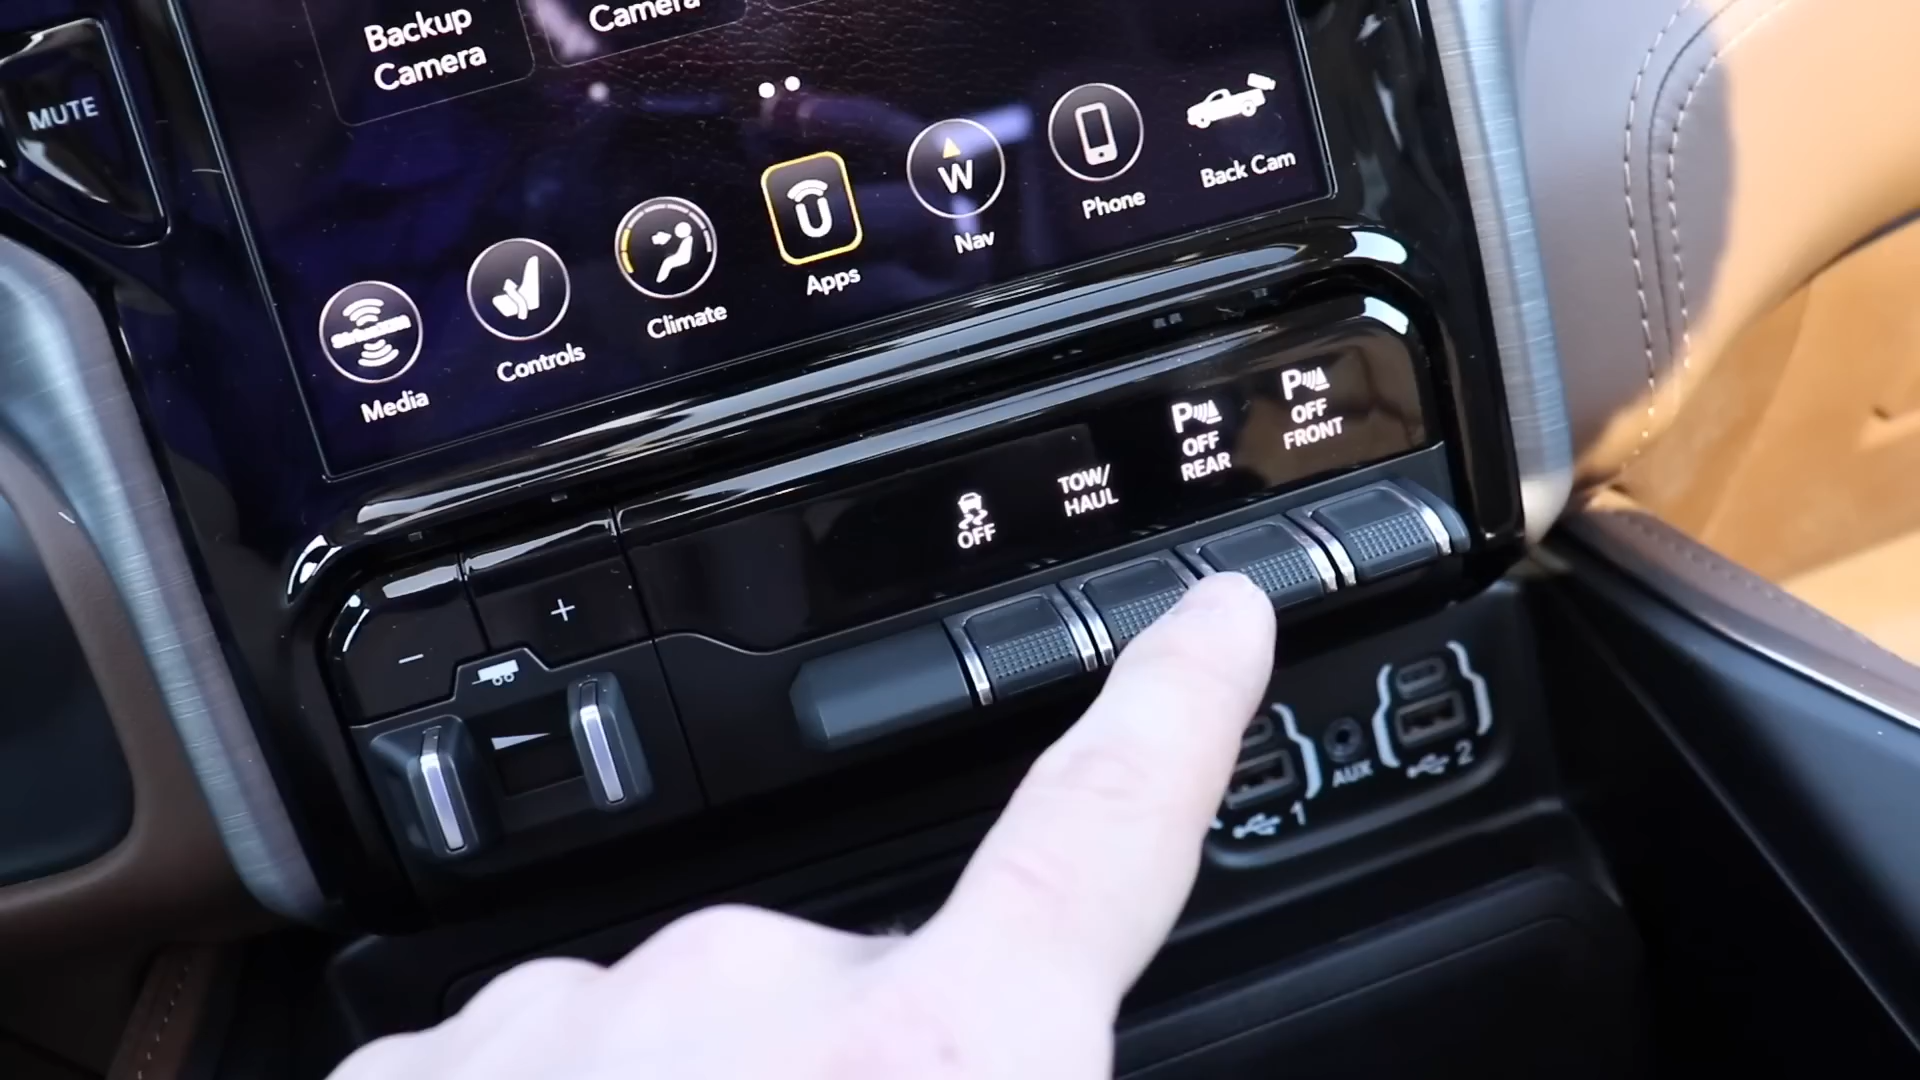 Backup
Camera
Camera
MUTE
Media
Controls
Climate
U
Apps
W
Nav
Phone
Back Cam
OFF
TOW/
HAUL
P
OFF
REAR
P
OFF
FRONT
-
+
1
AUX
2